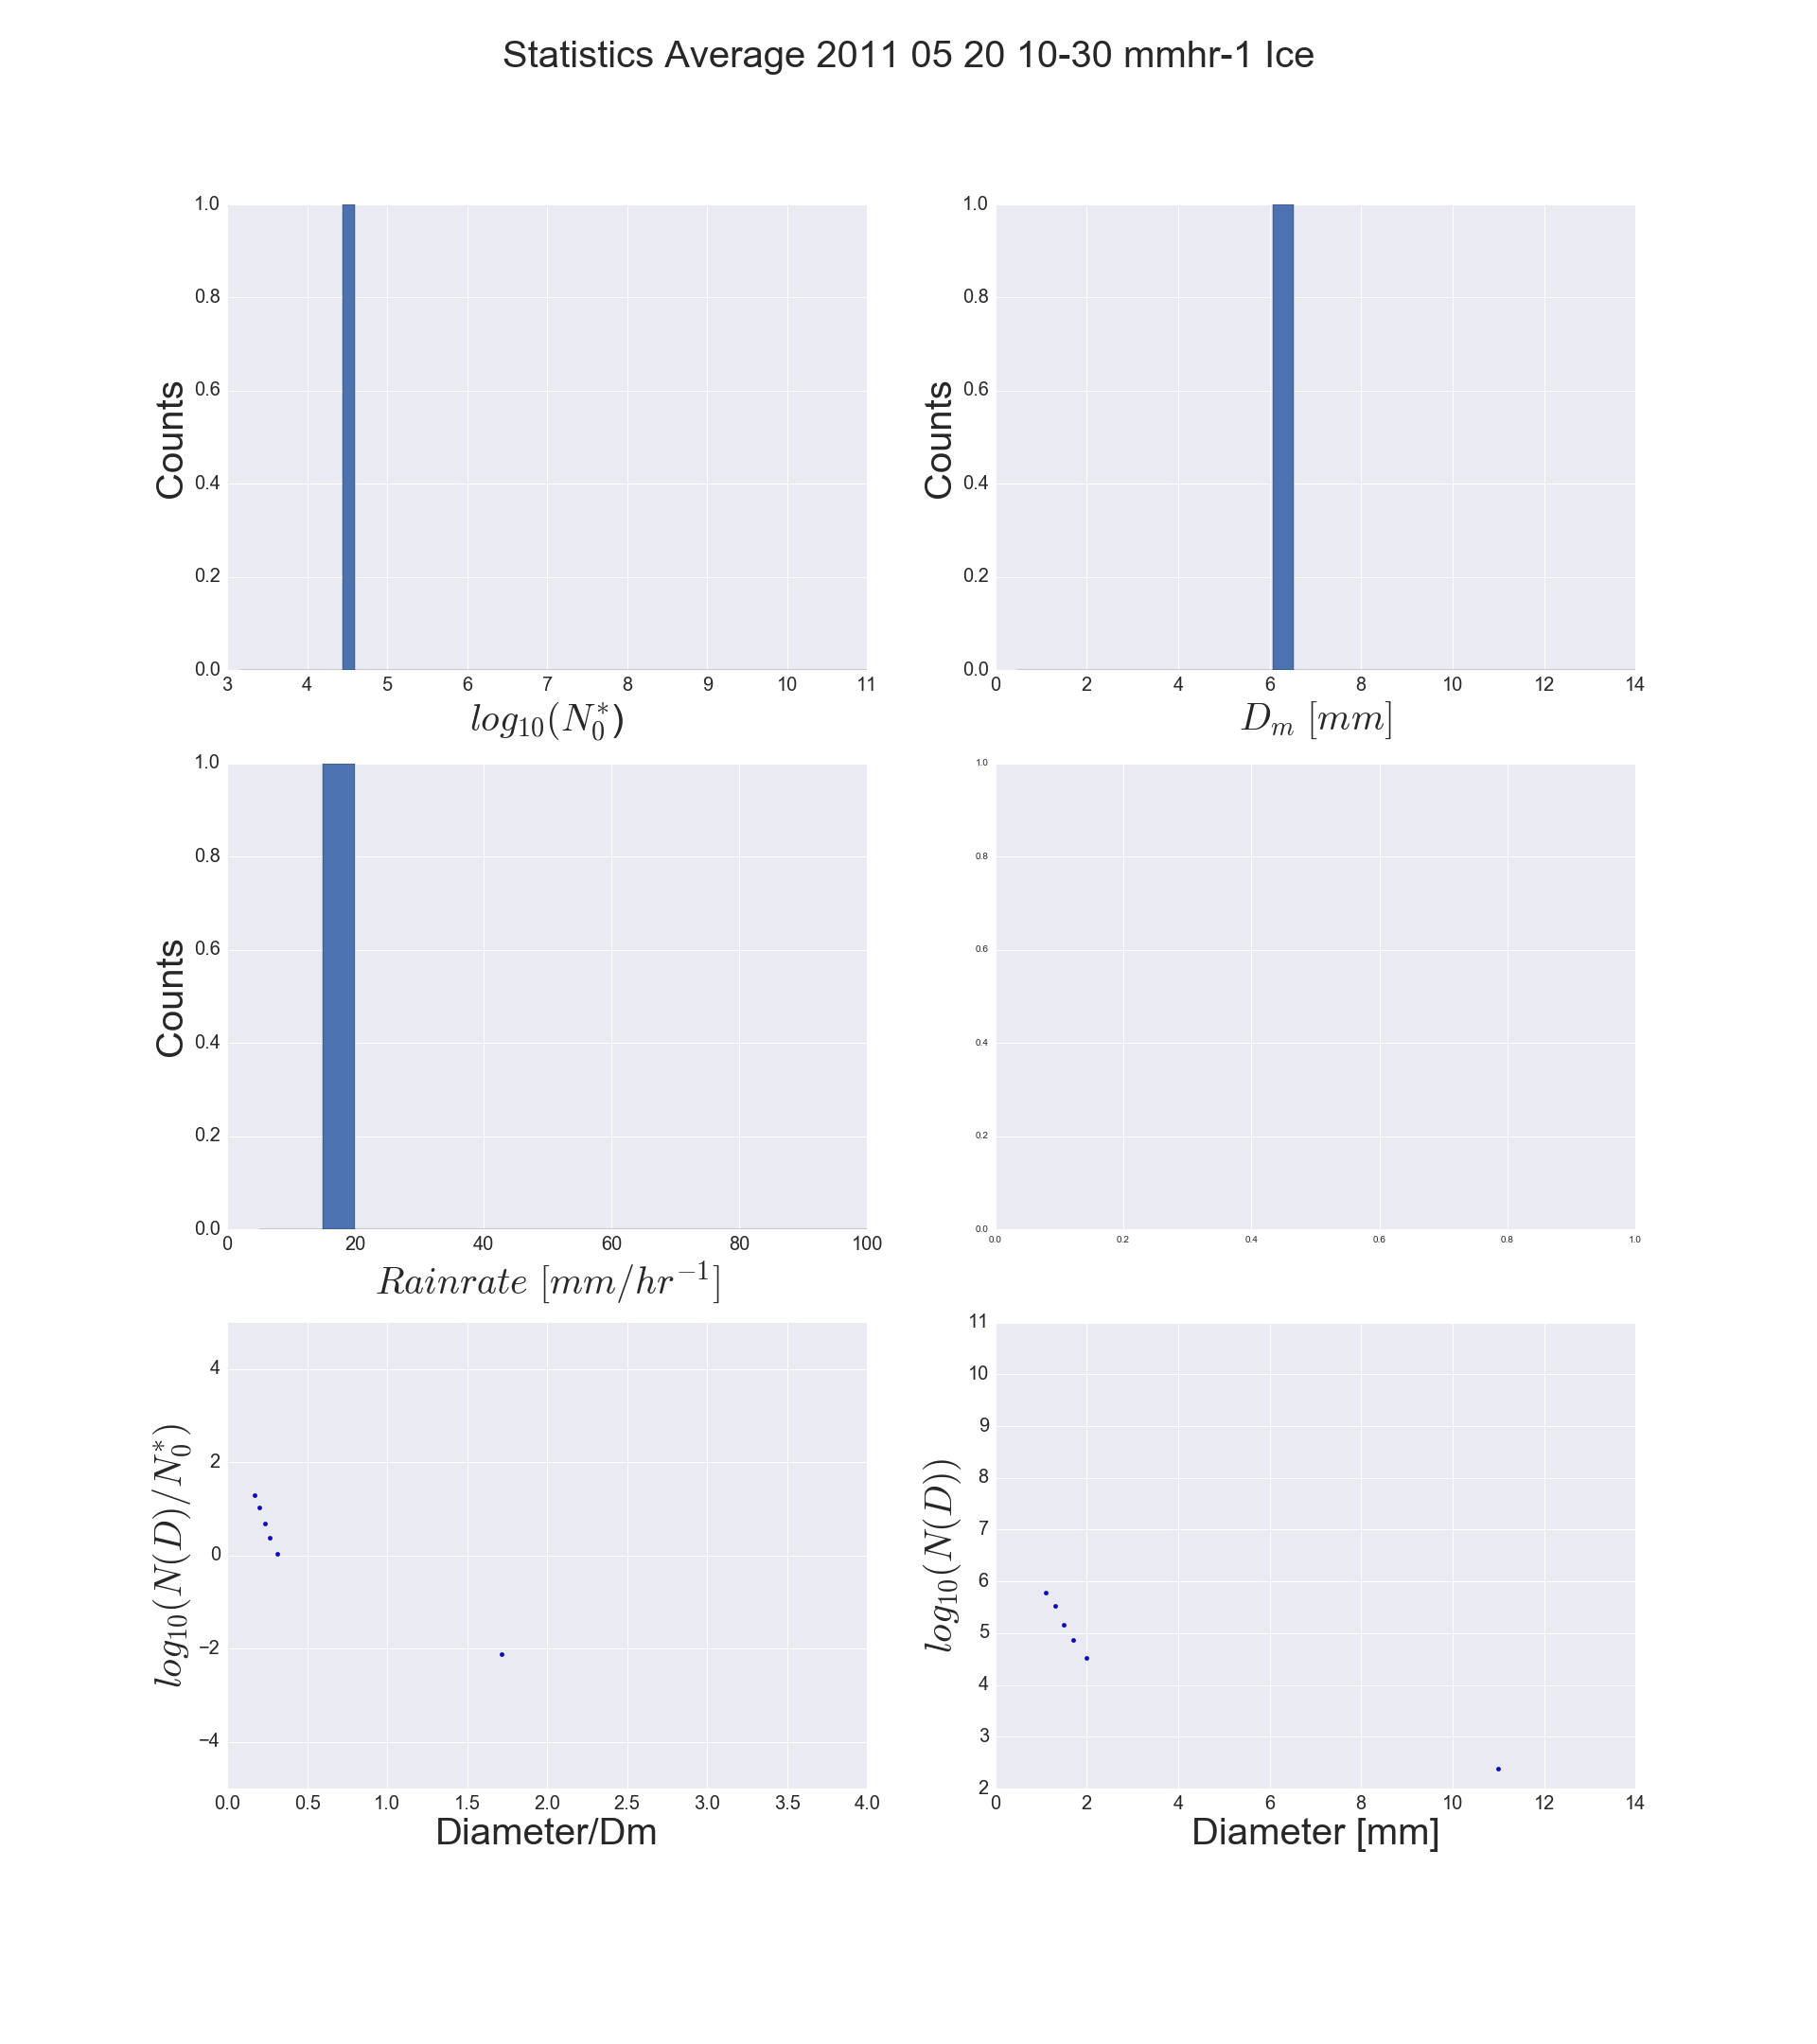 Statistics Average 2011 05 20 10-30 mmhr-1 Ice
1.0 0.8 0.6 0.4 0.2 0.0
Counts
3 4 5 6 7 8 9 10 11
log10(N0*)
1.0 0.8 0.6 0.4 0.2 0.0
Counts
0 2 4 6 8 10 12 14
Dm [mm]
1.0 0.8 0.6 0.4 0.2 0.0
Counts
0 20 40 60 80 100
Rainrate [mm/hr−1]
1.0 0.8 0.6 0.4 0.2 0.0
0.0 0.2 0.4 0.6 0.8 1.0
4 2 0 −2 −4
log10(N(D)/N0*)
0.0 0.5 1.0 1.5 2.0 2.5 3.0 3.5 4.0
Diameter/Dm
11 10 9 8 7 6 5 4 3 2
log10(N(D))
0 2 4 6 8 10 12 14
Diameter [mm]